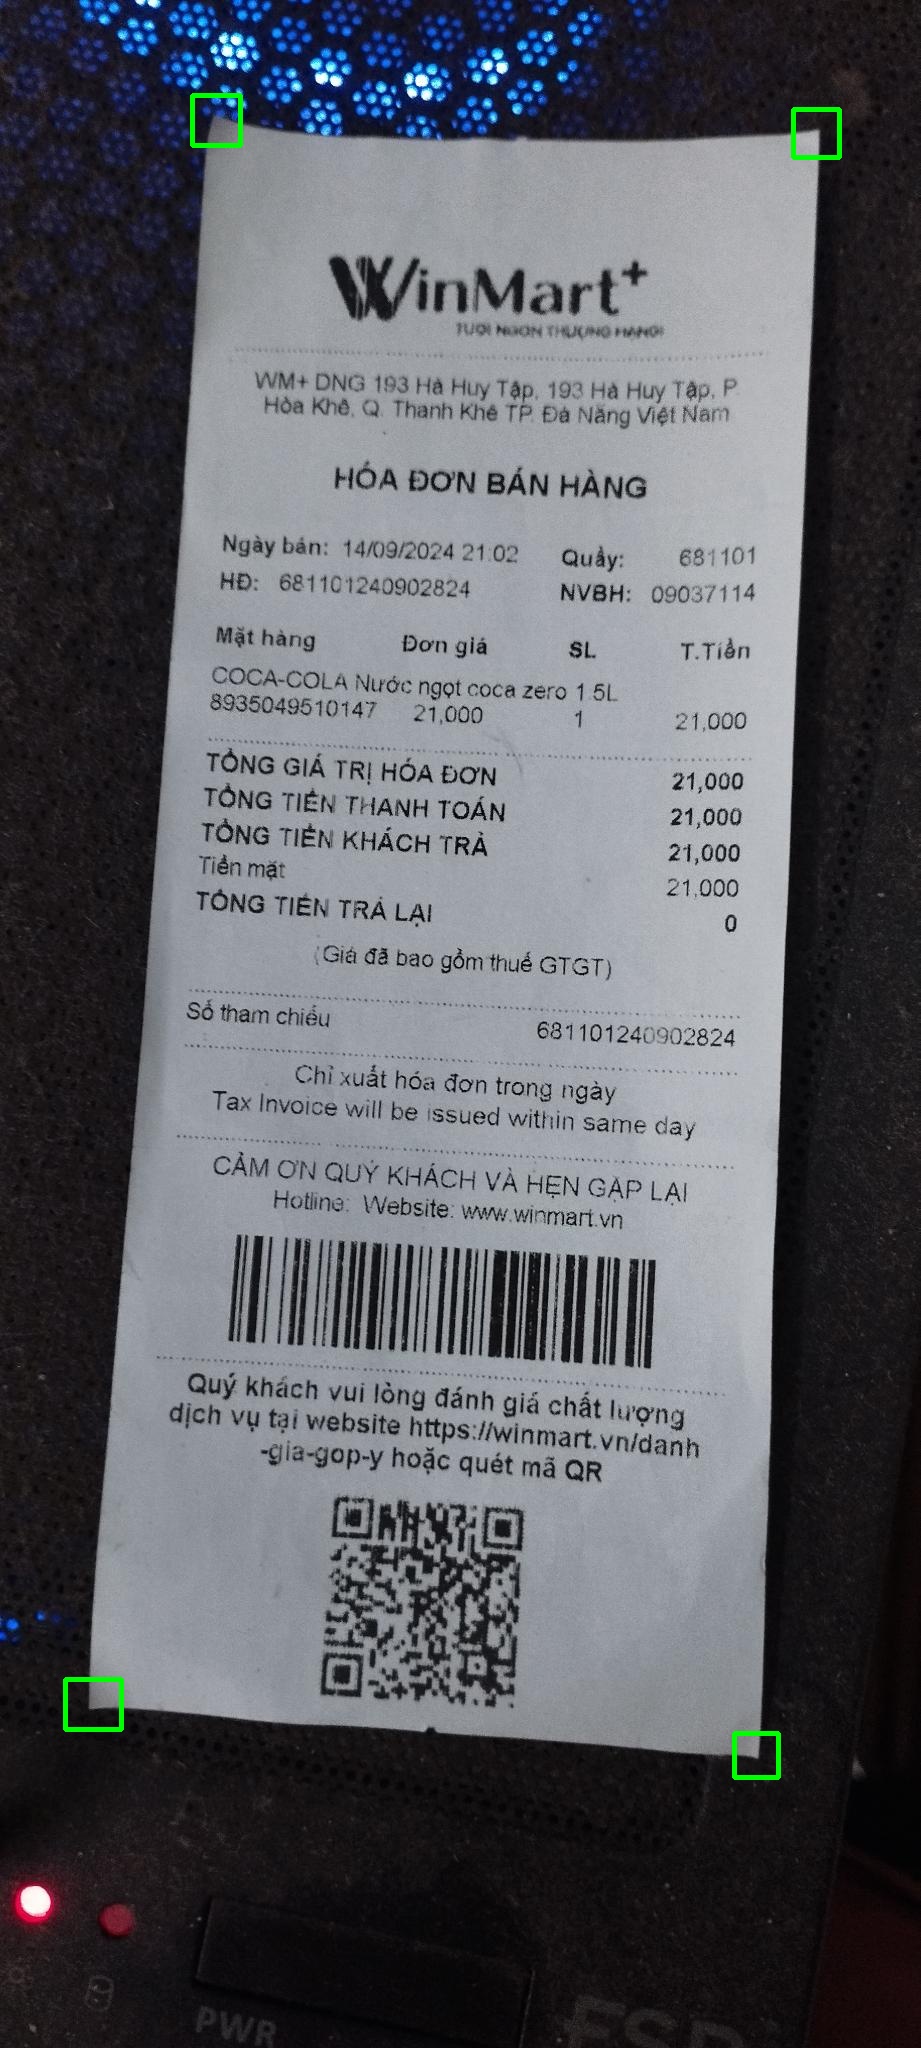 WinMart+
TƯƠI NGON THƯỢNG HẠNG!
WM+ DNG 193 Hà Huy Tập, 193 Hà Huy Tập, P.
Hòa Khê, Q. Thanh Khê TP. Đà Nẵng Việt Nam
HÓA ĐƠN BÁN HÀNG
Ngày bán: 14/09/2024 21:02 Quầy: 681101
HĐ: 681101240902824 NVBH: 09037114
Mặt hàng Đơn giá SL T.Tiền
COCA-COLA Nước ngọt coca zero 1 5L
8935049510147 21,000 1 21,000
TỔNG GIÁ TRỊ HÓA ĐƠN 21,000
TỔNG TIỀN THANH TOÁN 21,000
TỔNG TIỀN KHÁCH TRẢ 21,000
Tiền mặt 21,000
TỔNG TIỀN TRẢ LẠI 0
(Giá đã bao gồm thuế GTGT)
Số tham chiếu 681101240902824
Chỉ xuất hóa đơn trong ngày
Tax Invoice will be issued within same day
CẢM ƠN QUÝ KHÁCH VÀ HẸN GẶP LẠI
Hotline: Website: www.winmart.vn
Quý khách vui lòng đánh giá chất lượng
dịch vụ tại website https://winmart.vn/danh
-gia-gop-y hoặc quét mã QR
PWR